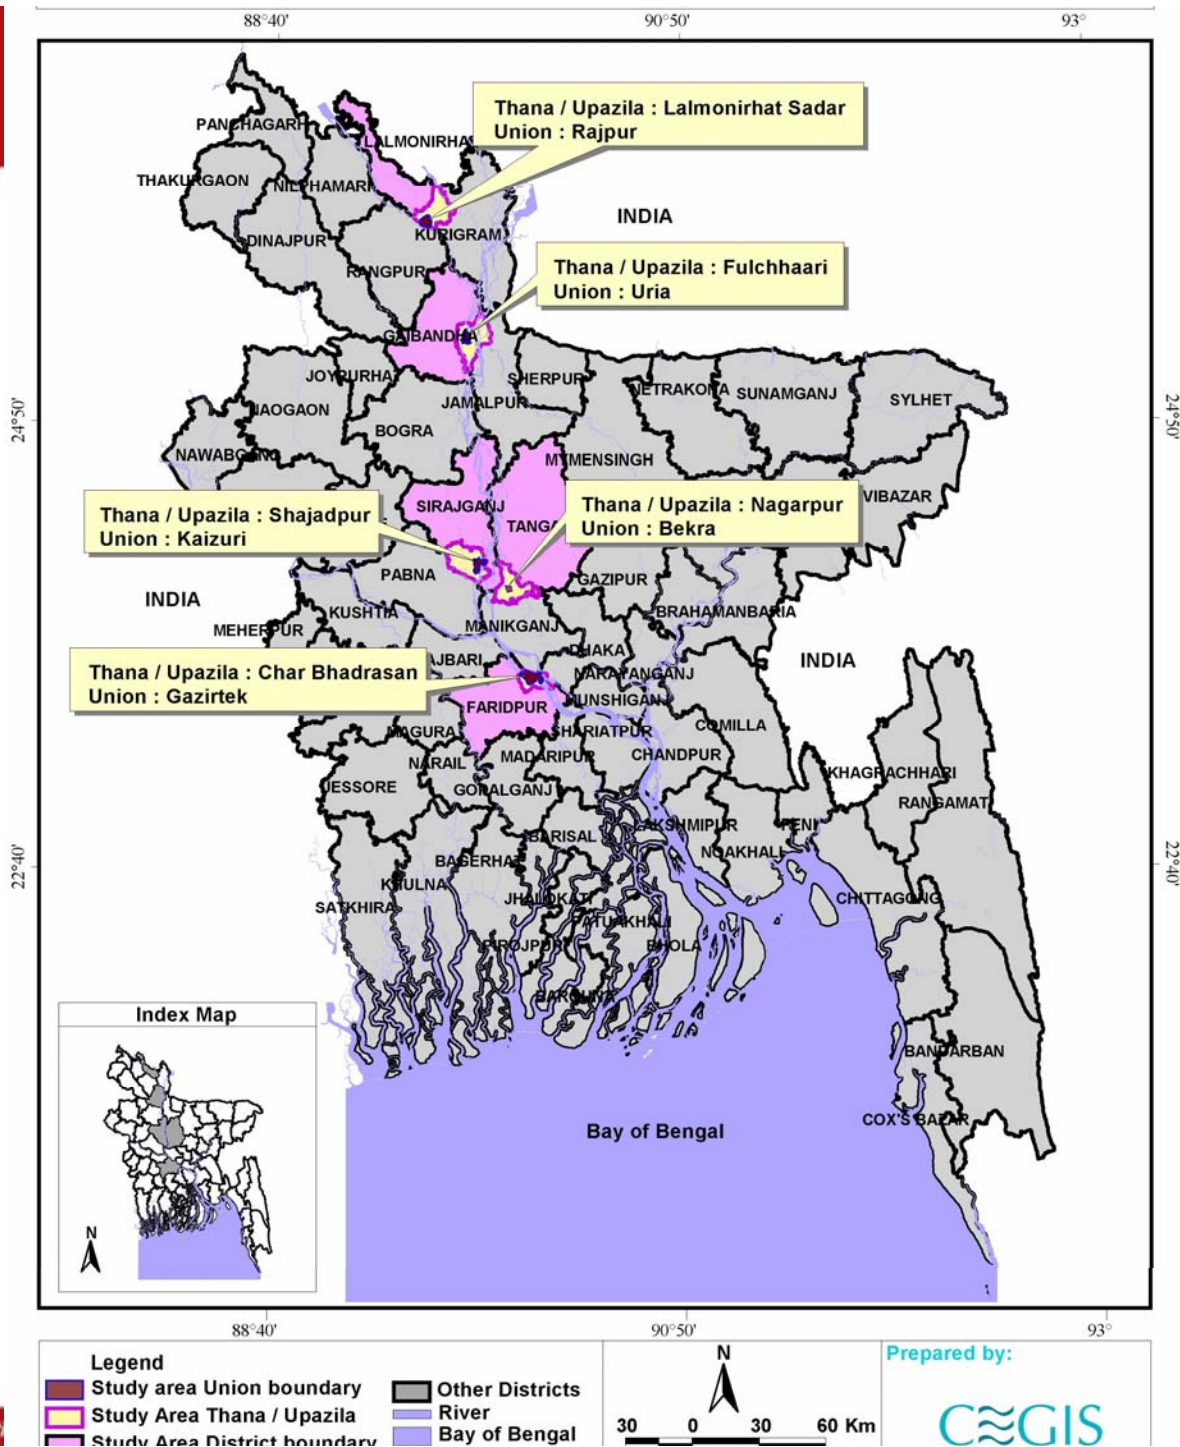 88°40'
90°50'
93°
Thana / Upazila : Lalmonirhat Sadar
Union : Rajpur
PANCHAGARH
LALMONIRHA
THAKURGAON
NILPHAMARI
INDIA
KURIGRAM
DINAJPUR
RANGPUR
Thana / Upazila : Fulchhaari
Union : Uria
GAIBANDHA
JOYPURHA
SHERPUR
NETRAKONA
SUNAMGANJ
SYLHET
JAMALPUR
NAOGAON
24°50'
24°50'
BOGRA
NAWABGANJ
MYMENSINGH
VIBAZAR
SIRAJGANJ
TANGA
Thana / Upazila : Shajadpur
Union : Kaizuri
Thana / Upazila : Nagarpur
Union : Bekra
PABNA
GAZIPUR
INDIA
KUSHTIA
BRAHAMANBARIA
MEHERPUR
MANIKGANJ
DHAKA
AJBARI
INDIA
Thana / Upazila : Char Bhadrasan
Union : Gazirtek
NARAYANGANJ
MUNSHIGANJ
FARIDPUR
MAGURA
SHARIATPUR
COMILLA
NARAIL
MADARIPUR
CHANDPUR
KHAGRACHHARI
JESSORE
GOPALGANJ
RANGAMAT
BARISAL
LAKSHMIPUR
FENI
NOAKHALI
BAGERHAT
22°40'
22°40'
KHULNA
JHALOKATI
CHITTAGONG
SATKHIRA
PATUAKHALI
PIROJPUR
BHOLA
BARGUNA
Index Map
BANDARBAN
COX'S BAZAR
Bay of Bengal
N
88°40'
90°50'
93°
Legend
Study area Union boundary
Study Area Thana / Upazila
Study Area District boundary
Other Districts
River
Bay of Bengal
N
30 0 30 60 Km
Prepared by:
CEGIS